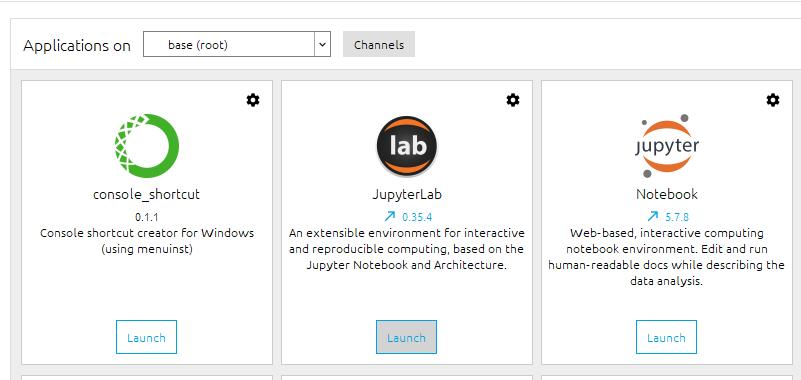 Applications on base (root) Channels
lab
console_shortcut
0.1.1
Console shortcut creator for Windows
(using menuinst)
Launch
JupyterLab
0.35.4
An extensible environment for interactive
and reproducible computing, based on the
Jupyter Notebook and Architecture.
Launch
jupyter
Notebook
5.7.8
Web-based, interactive computing
notebook environment. Edit and run
human-readable docs while describing the
data analysis.
Launch